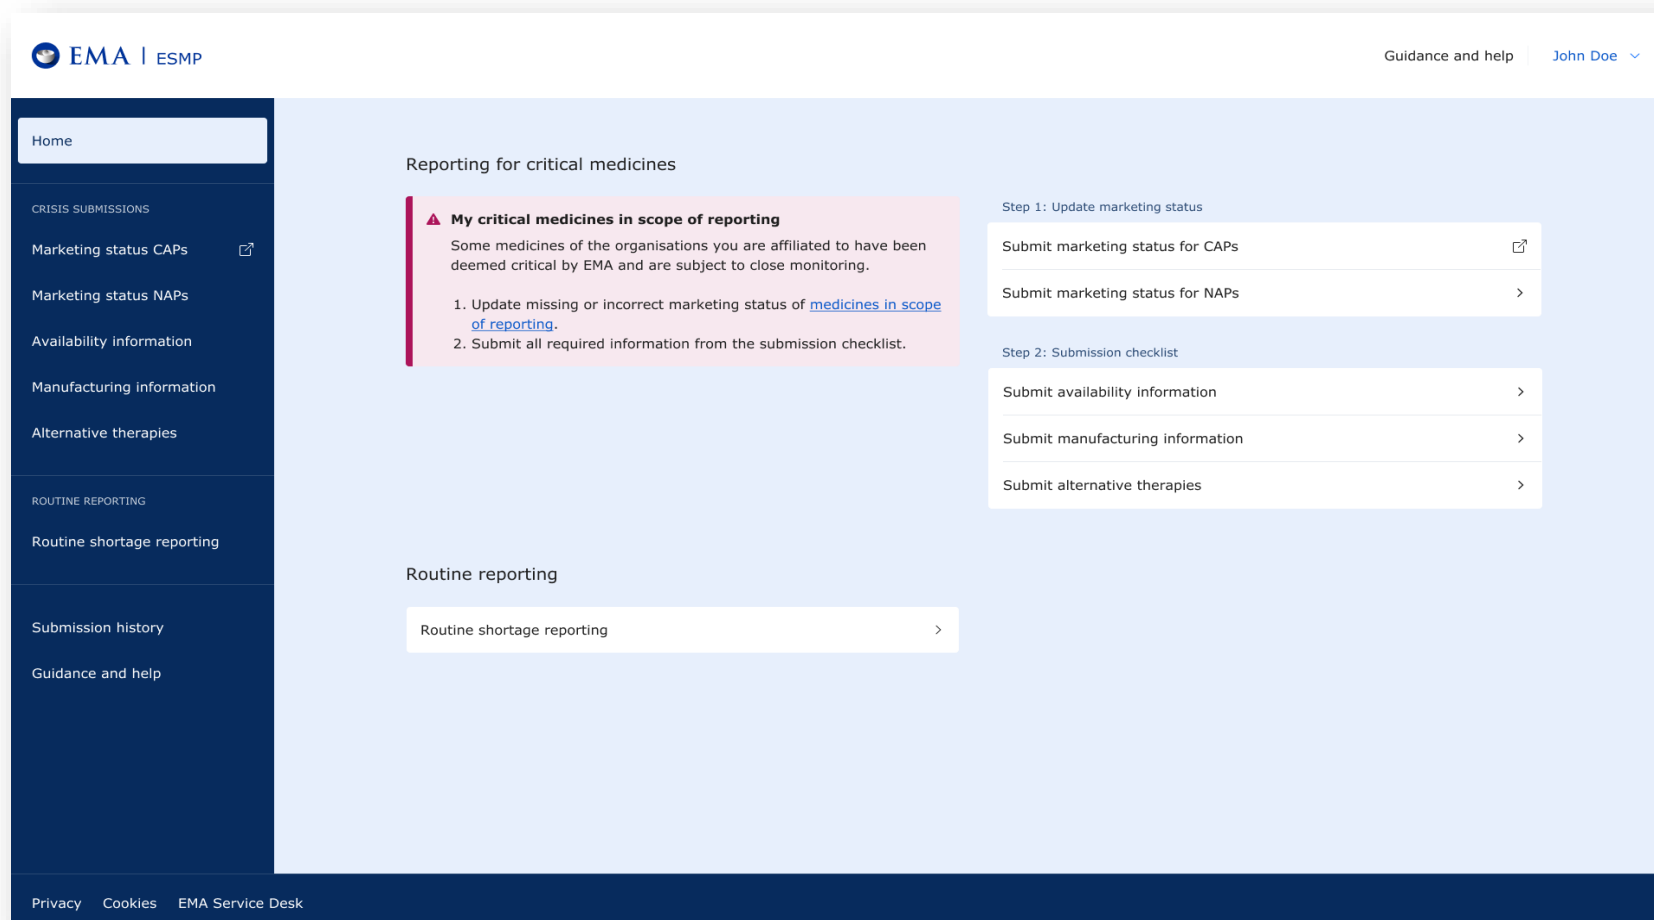 EMA | ESMP
Guidance and help
John Doe
Home
CRISIS SUBMISSIONS
Marketing status CAPs
Marketing status NAPs
Availability information
Manufacturing information
Alternative therapies
ROUTINE REPORTING
Routine shortage reporting
Submission history
Guidance and help
Reporting for critical medicines
My critical medicines in scope of reporting
Some medicines of the organisations you are affiliated to have been
deemed critical by EMA and are subject to close monitoring.
1. Update missing or incorrect marketing status of medicines in scope
of reporting.
2. Submit all required information from the submission checklist.
Step 1: Update marketing status
Submit marketing status for CAPs
Submit marketing status for NAPs
Step 2: Submission checklist
Submit availability information
Submit manufacturing information
Submit alternative therapies
Routine reporting
Routine shortage reporting
Privacy
Cookies
EMA Service Desk